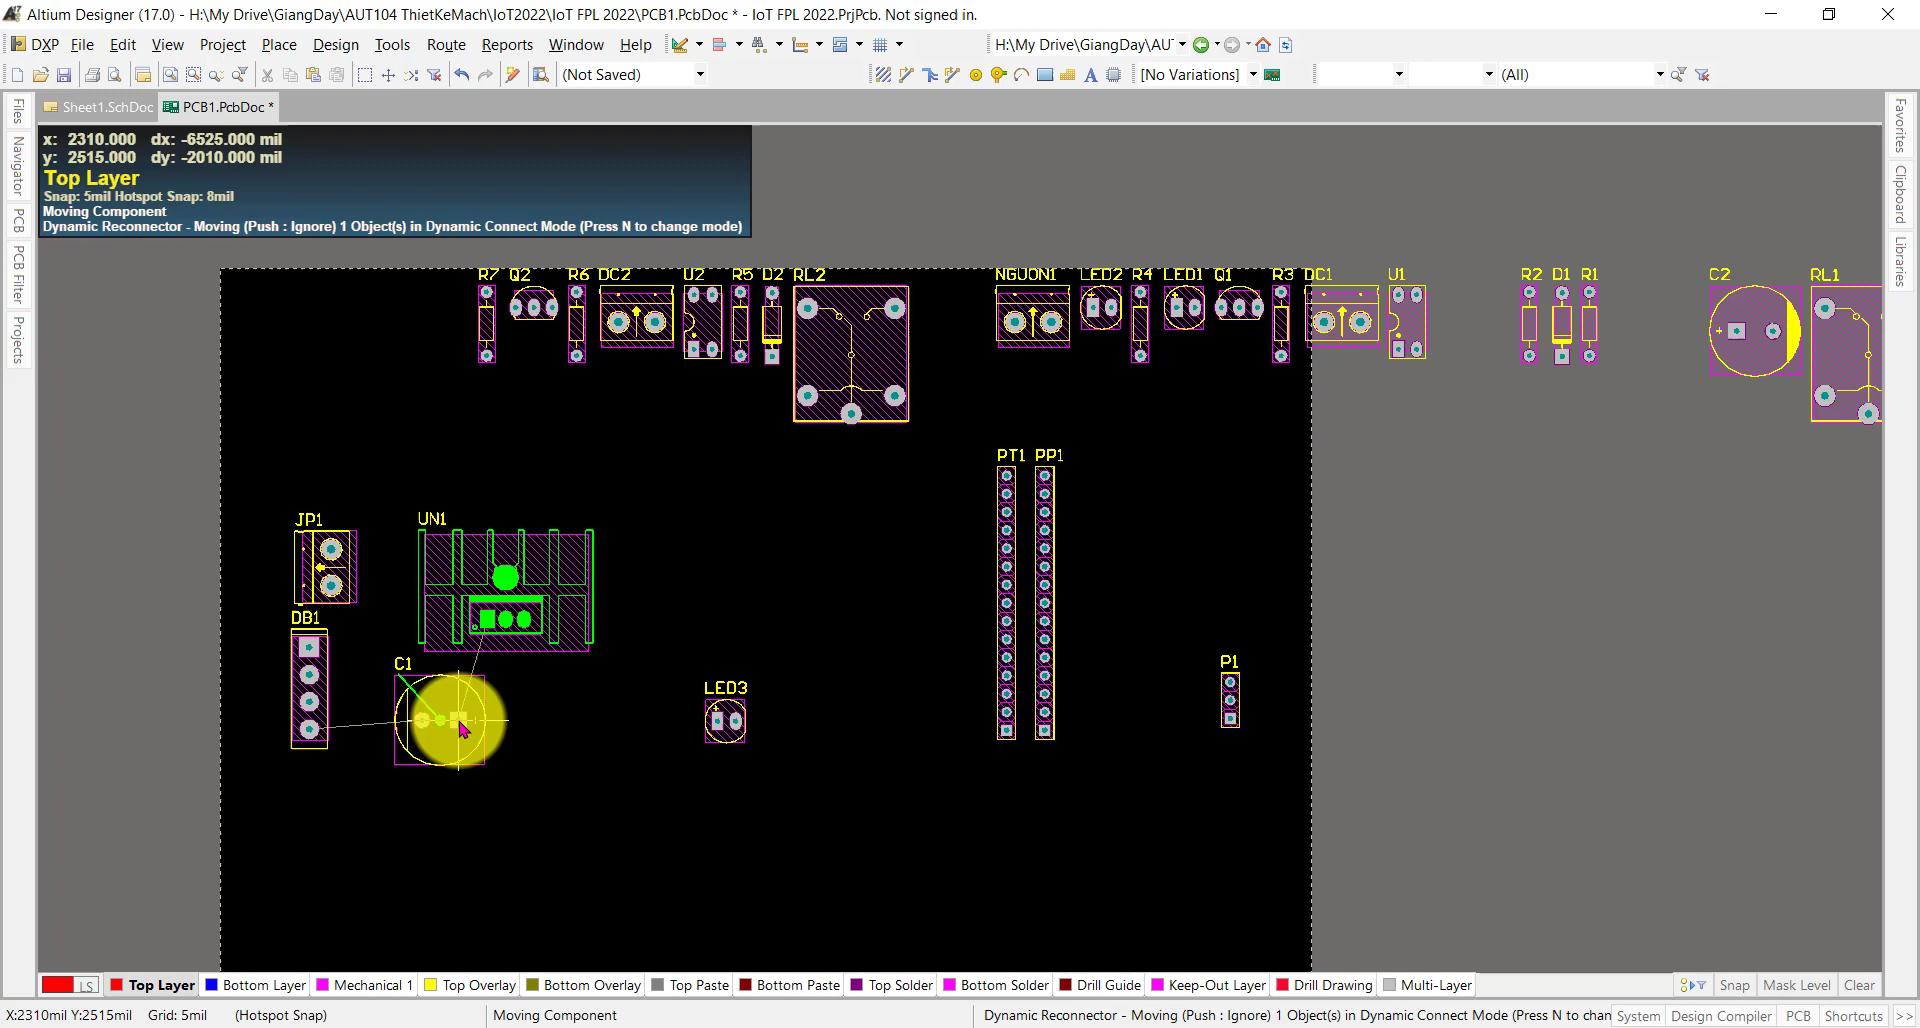 Altium Designer (17.0) - H:\My Drive\GiangDay\AUT104 ThietKeMach\IoT2022\IoT FPL 2022\PCB1.PcbDoc * - IoT FPL 2022.PrjPcb. Not signed in.
DXP File Edit View Project Place Design Tools Route Reports Window Help H:\My Drive\GiangDay\AU
(Not Saved) [No Variations] (All)
Sheet1.SchDoc PCB1.PcbDoc *
x: 2310.000 dx: -6525.000 mil
y: 2515.000 dy: -2010.000 mil
Top Layer
Snap: 5mil Hotspot Snap: 8mil
Moving Component
Dynamic Reconnector - Moving (Push : Ignore) 1 Object(s) in Dynamic Connect Mode (Press N to change mode)
Files
Navigator
PCB
PCB Filter
Projects
Favorites
Clipboard
Libraries
R7 Q2 R6 DC2 U2 R5 D2 RL2 NGUON1 LED2 R4 LED1 Q1 R3 DC1 U1 R2 D1 R1 C2 RL1
PT1 PP1
JP1 UN1
DB1
C1 P1
LED3
LS Top Layer Bottom Layer Mechanical 1 Top Overlay Bottom Overlay Top Paste Bottom Paste Top Solder Bottom Solder Drill Guide Keep-Out Layer Drill Drawing Multi-Layer Snap Mask Level Clear
X:2310mil Y:2515mil Grid: 5mil (Hotspot Snap) Moving Component Dynamic Reconnector - Moving (Push : Ignore) 1 Object(s) in Dynamic Connect Mode (Press N to chan System Design Compiler PCB Shortcuts >>